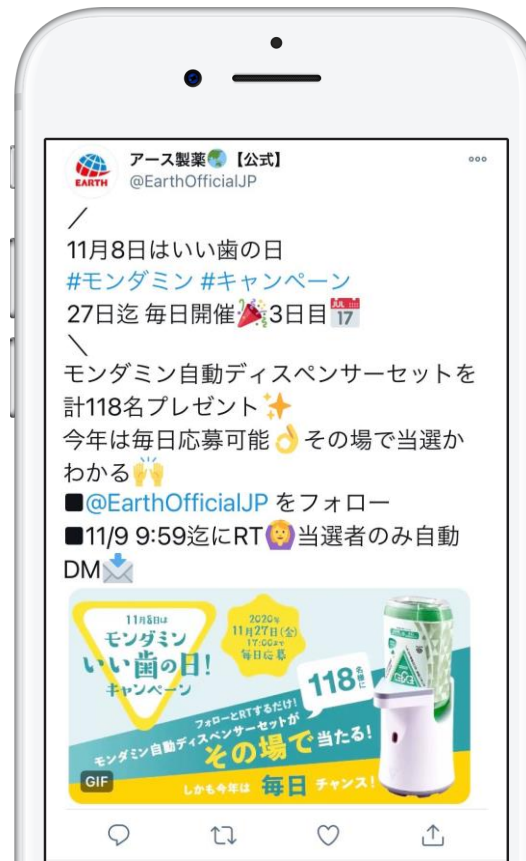 アース製薬🌏【公式】
@EarthOfficialJP
EARTH
／
11月8日はいい歯の日
#モンダミン #キャンペーン
27日迄 毎日開催🎉3日目📅
＼
モンダミン自動ディスペンサーセットを
計118名プレゼント✨
今年は毎日応募可能👌その場で当選か
わかる🙌
■@EarthOfficialJP をフォロー
■11/9 9:59迄にRT🙆当選者のみ自動
DM📩
11月8日は
モンダミン
いい歯の日!
キャンペーン
2020年
11月27日(金)
17:00まで
毎日応募
118名様に
フォローとRTするだけ!
モンダミン自動ディスペンサーセットが
その場で当たる!
しかも今年は 毎日 チャンス!
GIF